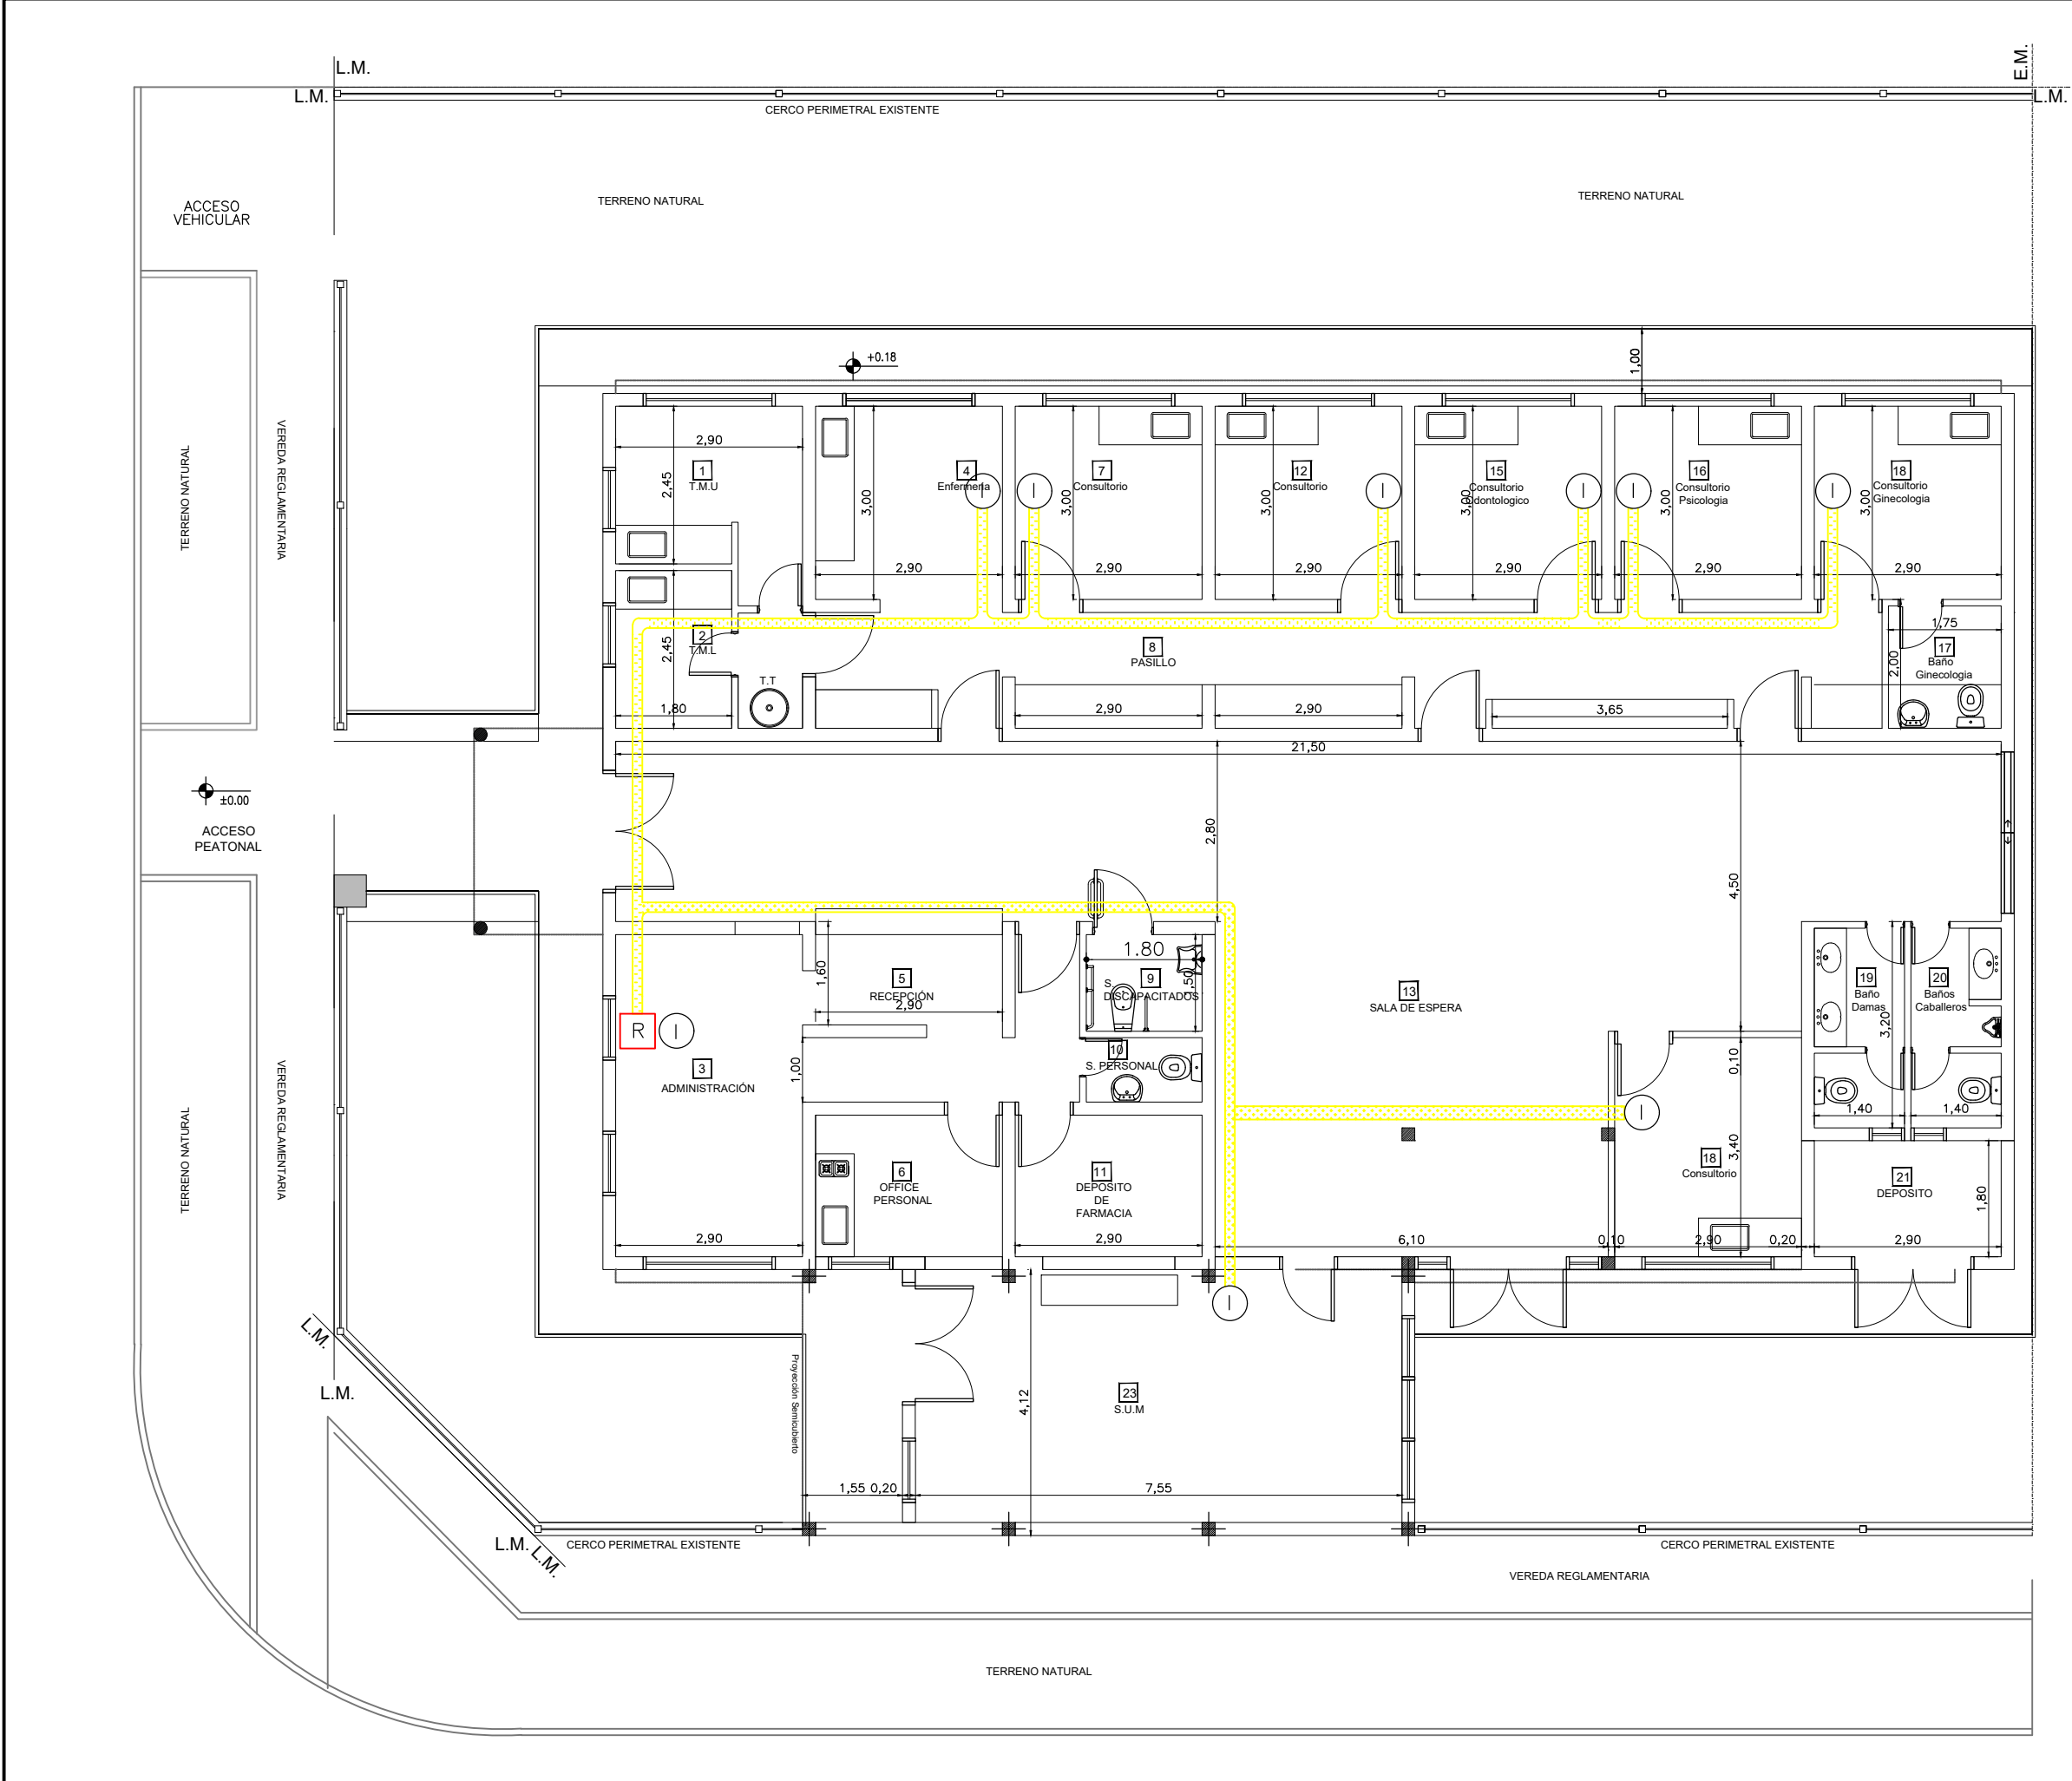 L.M.
E.M.
L.M.
L.M.
CERCO PERIMETRAL EXISTENTE
TERRENO NATURAL
TERRENO NATURAL
ACCESO
VEHICULAR
+0.18
1,00
TERRENO NATURAL
VEREDA REGLAMENTARIA
2,90
1
T.M.U
2,45
4
Enfermeria
I
3,00
2,90
I
7
Consultorio
3,00
2,90
12
Consultorio
I
3,00
2,90
15
Consultorio
Odontologico
I
3,00
2,90
I
16
Consultorio
Psicologia
3,00
2,90
I
18
Consultorio
Ginecologia
3,00
2,90
2
T.M.L
2,45
1,80
T.T
8
PASILLO
2,90
2,90
3,65
1,75
17
Baño
Ginecologia
2,00
21,50
±0.00
ACCESO
PEATONAL
2,80
4,50
1.80
1,60
5
RECEPCIÓN
2,90
9
S.
DISCAPACITADOS
1,50
13
SALA DE ESPERA
19
Baño
Damas
3,20
20
Baños
Caballeros
R
I
3
ADMINISTRACIÓN
1,00
10
S. PERSONAL
0,10
I
1,40
1,40
TERRENO NATURAL
VEREDA REGLAMENTARIA
6
OFFICE
PERSONAL
11
DEPOSITO
DE
FARMACIA
18
Consultorio
3,40
21
DEPOSITO
1,80
2,90
2,90
6,10
0,10
2,90
0,20
2,90
I
L.M.
L.M.
Proyección Semicubierto
4,12
23
S.U.M
1,55
0,20
7,55
L.M.
L.M.
CERCO PERIMETRAL EXISTENTE
CERCO PERIMETRAL EXISTENTE
VEREDA REGLAMENTARIA
TERRENO NATURAL